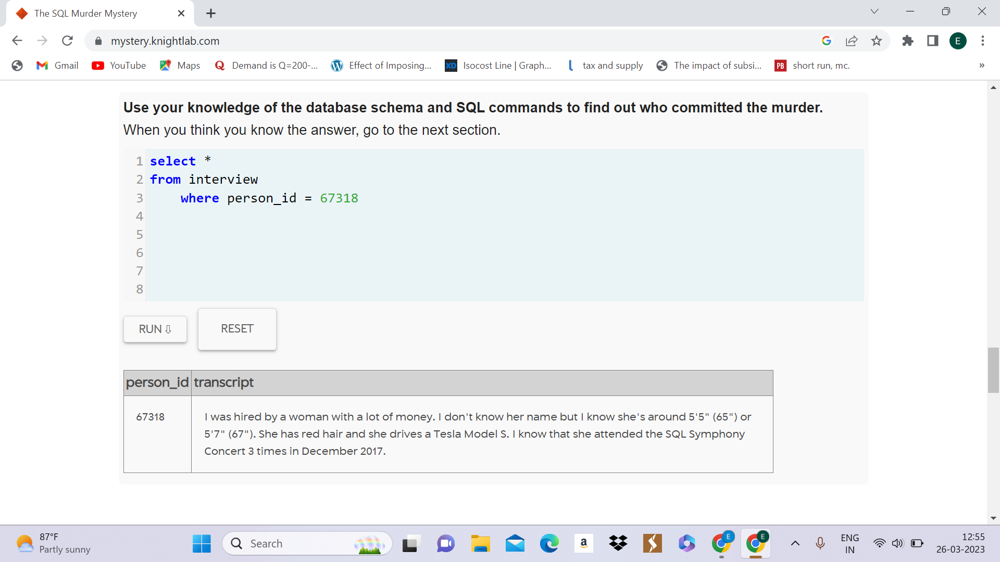 The SQL Murder Mystery
mystery.knightlab.com
Gmail YouTube Maps Demand is Q=200-... Effect of Imposing... Isocost Line | Graph... tax and supply The impact of subsi... short run, mc.
Use your knowledge of the database schema and SQL commands to find out who committed the murder.
When you think you know the answer, go to the next section.
1 select *
2 from interview
3 where person_id = 67318
4
5
6
7
8
RUN ⇩ RESET
person_id transcript
67318 I was hired by a woman with a lot of money. I don't know her name but I know she's around 5'5" (65") or
5'7" (67"). She has red hair and she drives a Tesla Model S. I know that she attended the SQL Symphony
Concert 3 times in December 2017.
87°F
Partly sunny
Search
ENG
IN
12:55
26-03-2023